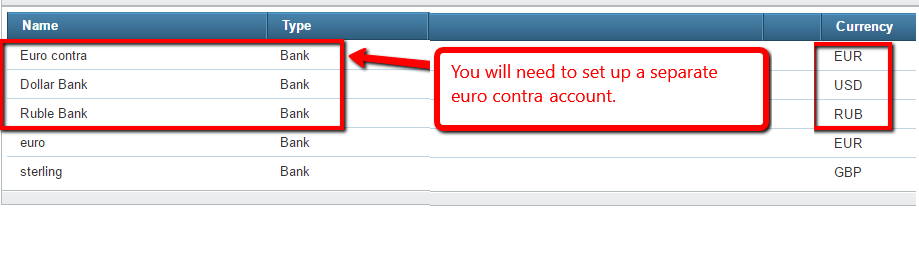 Name Type Currency
Euro contra Bank EUR
You will need to set up a separate
euro contra account.
Dollar Bank Bank USD
Ruble Bank Bank RUB
euro Bank EUR
sterling Bank GBP